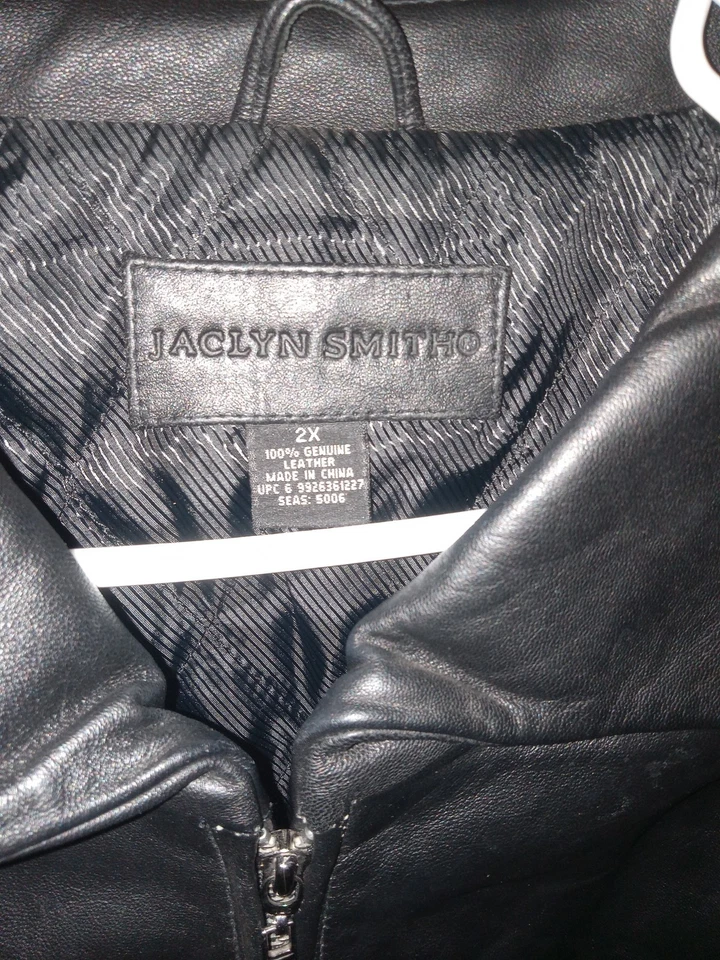 JACLYN SMITH®
2X
100% GENUINE
LEATHER
MADE IN CHINA
UPC 6 9926361227
SEAS: 5006